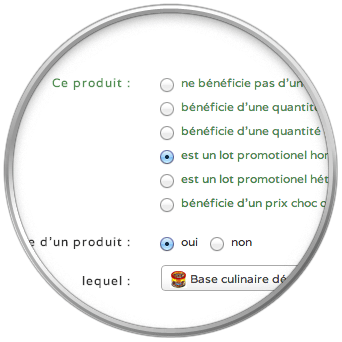 Ce produit : ne bénéficie pas d'un
bénéficie d'une quantit
bénéficie d'une quantité
est un lot promotionel hom
est un lot promotionel hét
bénéficie d'un prix choc
e d'un produit : oui non
lequel : Base culinaire dé